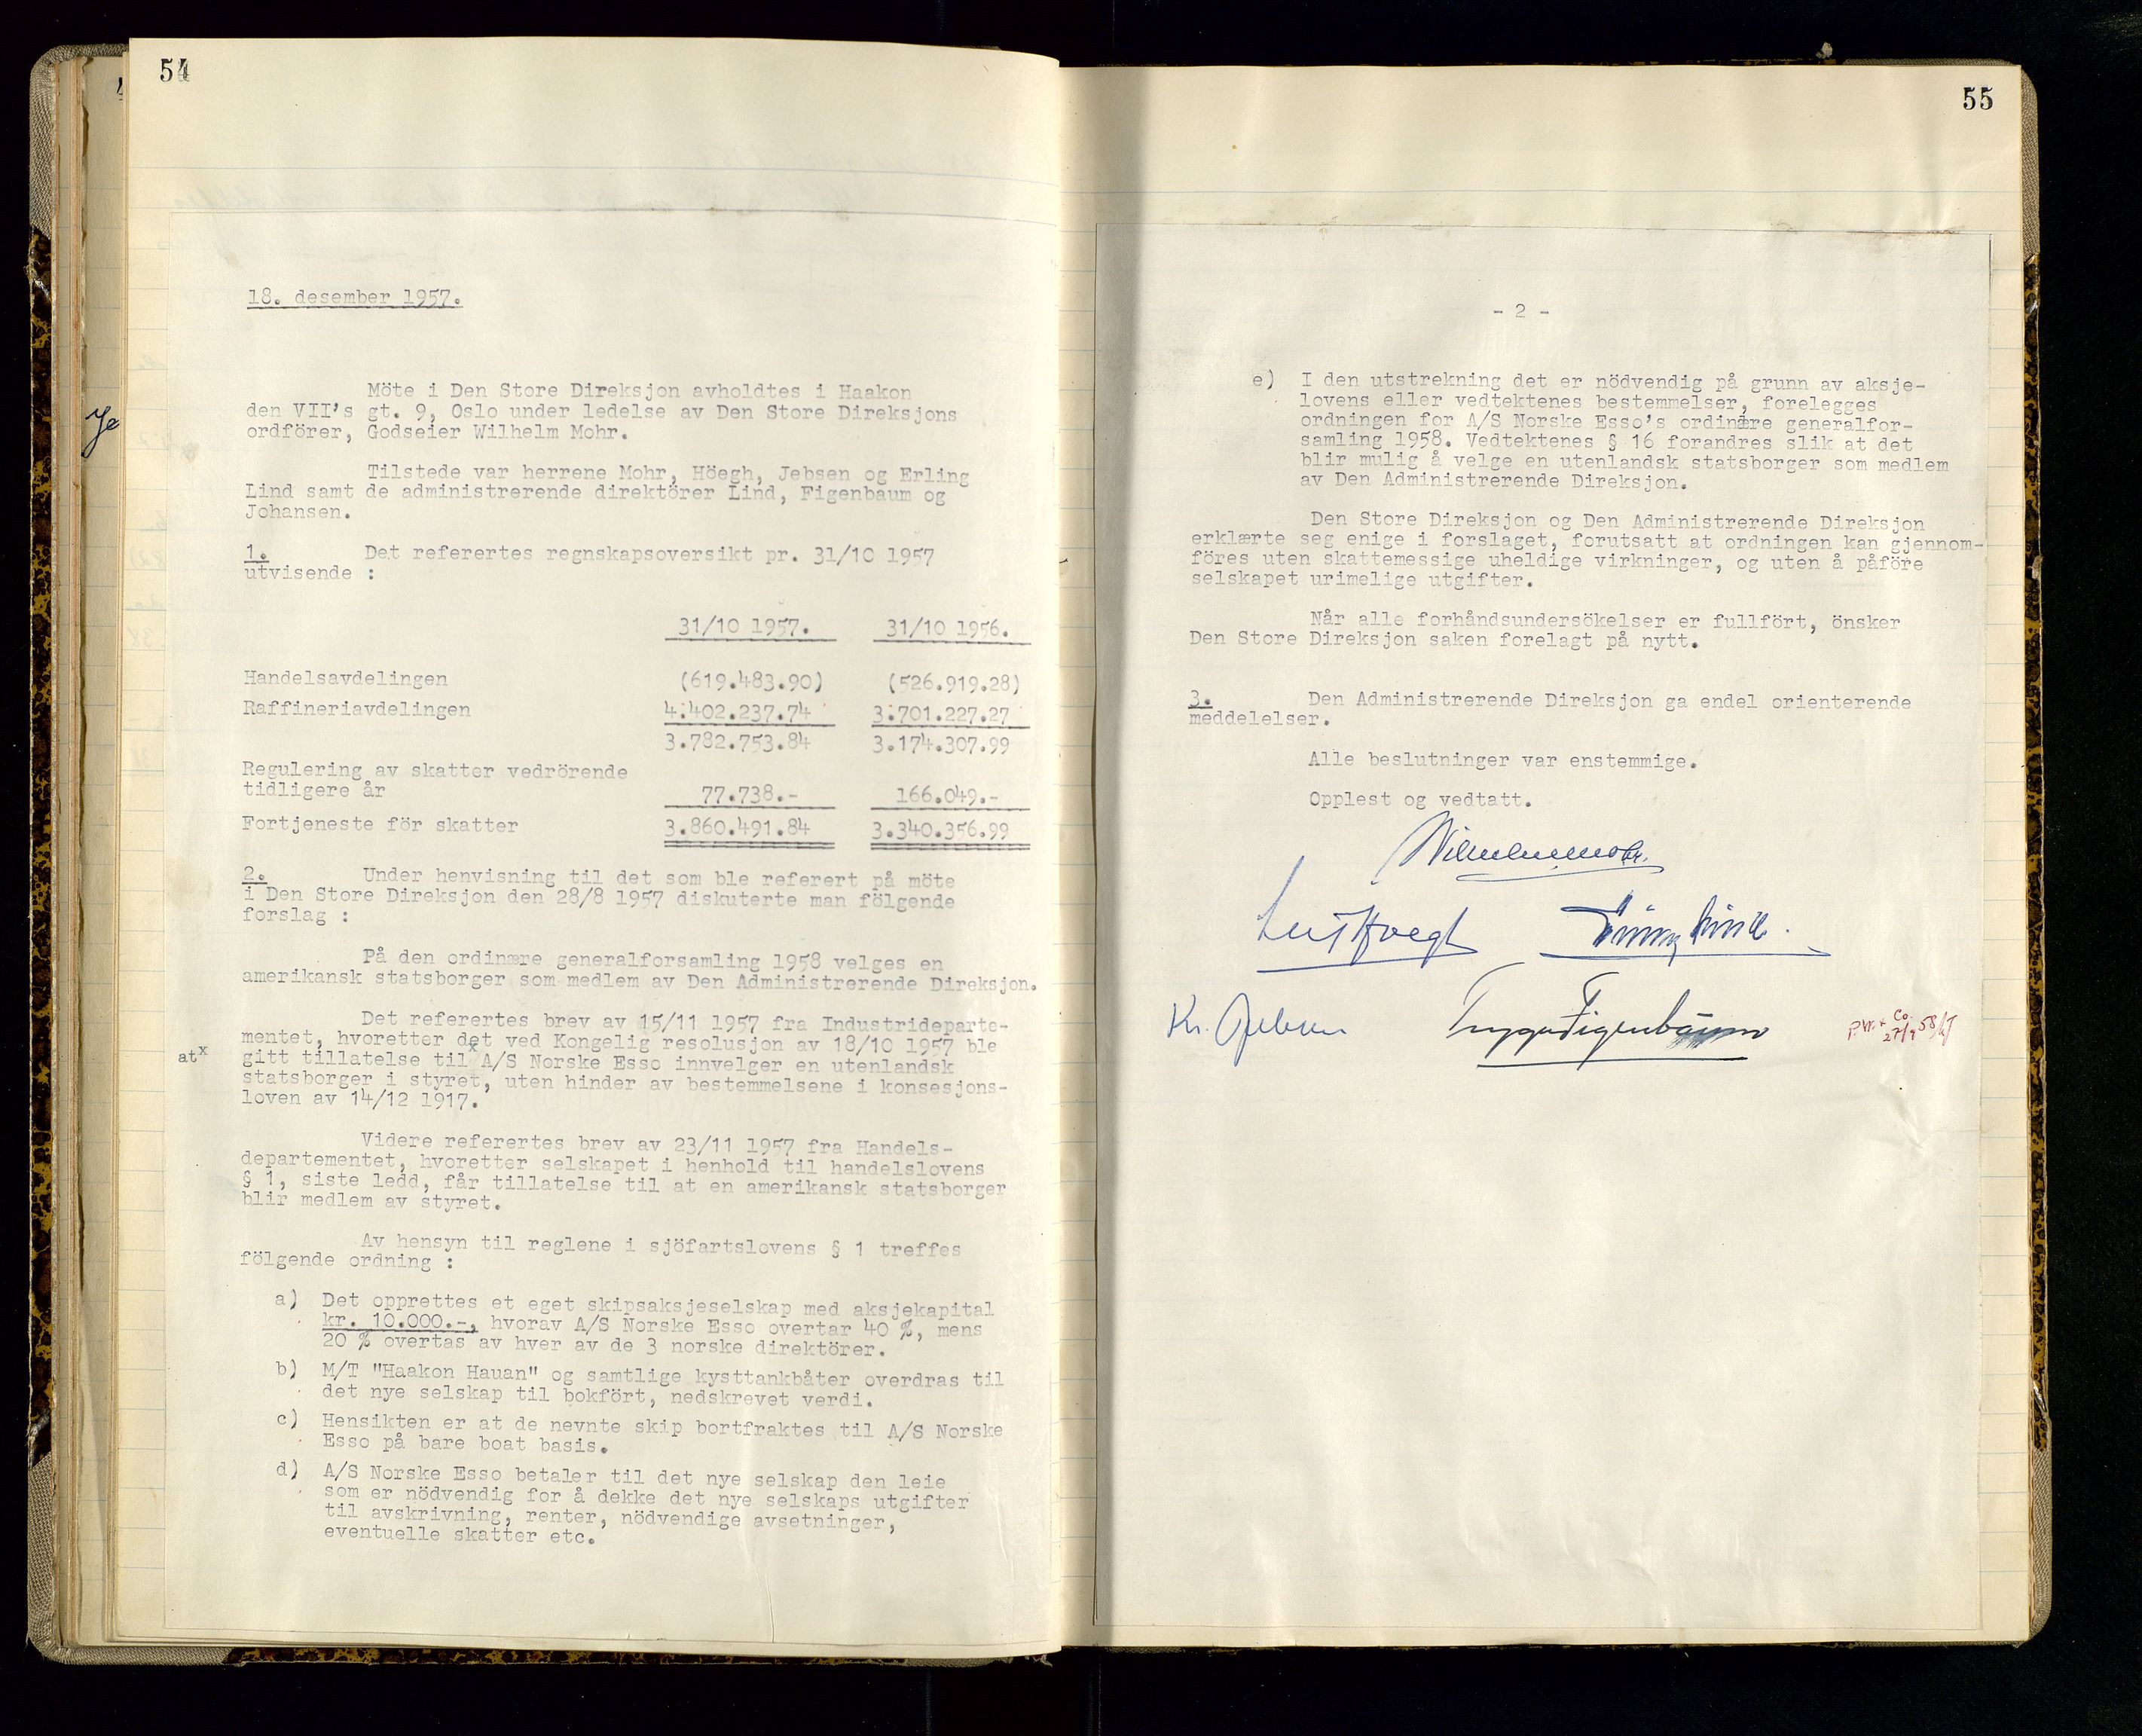 54
18. desember 1957.
Möte i Den Store Direksjon avholdtes i Haakon
den VII's gt. 9, Oslo under ledelse av Den Store Direksjons
ordförer, Godseier Wilhelm Mohr.
Tilstede var herrene Mohr, Höegh, Jebsen og Erling
Lind samt de administrerende direktörer Lind, Figenbaum og
Johansen.
1. Det referertes regnskapsoversikt pr. 31/10 1957
utvisende :
31/10 1957. 31/10 1956.
Handelsavdelingen (619.483.90) (526.919.28)
Raffineriavdelingen 4.402.237.74 3.701.227.27
3.782.753.84 3.174.307.99
Regulering av skatter vedrörende
tidligere år 77.738.- 166.049.-
Fortjeneste för skatter 3.860.491.84 3.340.356.99
2. Under henvisning til det som ble referert på möte
i Den Store Direksjon den 28/8 1957 diskuterte man fölgende
forslag :
På den ordinære generalforsamling 1958 velges en
amerikansk statsborger som medlem av Den Administrerende Direksjon.
Det referertes brev av 15/11 1957 fra Industrideparte-
mentet, hvoretter det ved Kongelig resolusjon av 18/10 1957 ble
atx gitt tillatelse til x A/S Norske Esso innvelger en utenlandsk
statsborger i styret, uten hinder av bestemmelsene i konsesjons-
loven av 14/12 1917.
Videre referertes brev av 23/11 1957 fra Handels-
departementet, hvoretter selskapet i henhold til handelslovens
§ 1, siste ledd, får tillatelse til at en amerikansk statsborger
blir medlem av styret.
Av hensyn til reglene i sjöfartslovens § 1 treffes
fölgende ordning :
a) Det opprettes et eget skipsaksjeselskap med aksjekapital
kr. 10.000.-, hvorav A/S Norske Esso overtar 40 %, mens
20 % overtas av hver av de 3 norske direktörer.
b) M/T "Haakon Hauan" og samtlige kysttankbåter overdras til
det nye selskap til bokfört, nedskrevet verdi.
c) Hensikten er at de nevnte skip bortfraktes til A/S Norske
Esso på bare boat basis.
d) A/S Norske Esso betaler til det nye selskap den leie
som er nödvendig for å dekke det nye selskaps utgifter
til avskrivning, renter, nödvendige avsetninger,
eventuelle skatter etc.
55
- 2 -
e) I den utstrekning det er nödvendig på grunn av aksje-
lovens eller vedtektenes bestemmelser, forelegges
ordningen for A/S Norske Esso's ordinære generalfor-
samling 1958. Vedtektenes § 16 forandres slik at det
blir mulig å velge en utenlandsk statsborger som medlem
av Den Administrerende Direksjon.
Den Store Direksjon og Den Administrerende Direksjon
erklærte seg enige i forslaget, forutsatt at ordningen kan gjennom-
föres uten skattemessige uheldige virkninger, og uten å påföre
selskapet urimelige utgifter.
Når alle forhåndsundersökelser er fullfört, önsker
Den Store Direksjon saken forelagt på nytt.
3. Den Administrerende Direksjon ga endel orienterende
meddelelser.
Alle beslutninger var enstemmige.
Opplest og vedtatt.
Wilhelm Mohr.
Leif Höegh Erling Lind.
Kr. Jebsen Trygve Figenbaum